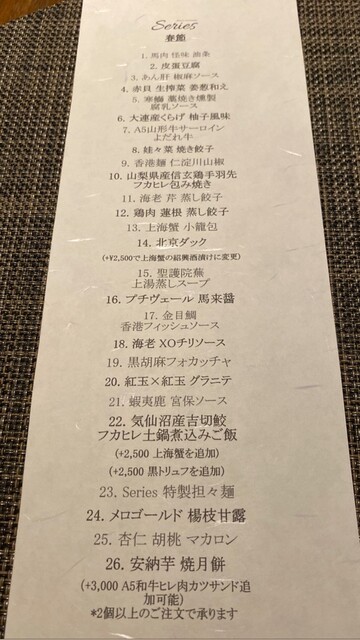 Series
春節
1. 馬肉 怪味 油条
2. 皮蛋豆腐
3. あん肝 椒麻ソース
4. 赤貝 生搾菜 姜葱和え
5. 寒鰆 藁焼き燻製
腐乳ソース
6. 大連産くらげ 柚子風味
7. A5山形牛サーロイン
よだれ牛
8. 娃々菜 焼き餃子
9. 香港麺 仁淀川山椒
10. 山梨県産信玄鶏手羽先
フカヒレ包み焼き
11. 海老 芹 蒸し餃子
12. 鶏肉 蓮根 蒸し餃子
13. 上海蟹 小籠包
14. 北京ダック
(+¥2,500で上海蟹の紹興酒漬けに変更)
15. 聖護院蕪
上湯蒸しスープ
16. プチヴェール 馬来醤
17. 金目鯛
香港フィッシュソース
18. 海老 XOチリソース
19. 黒胡麻フォカッチャ
20. 紅玉×紅玉 グラニテ
21. 蝦夷鹿 宮保ソース
22. 気仙沼産吉切鮫
フカヒレ土鍋煮込みご飯
(+2,500 上海蟹を追加)
(+2,500 黒トリュフを追加)
23. Series 特製担々麺
24. メロゴールド 楊枝甘露
25. 杏仁 胡桃 マカロン
26. 安納芋 焼月餅
(+3,000 A5和牛ヒレ肉カツサンド追
加可能)
*2個以上のご注文で承ります